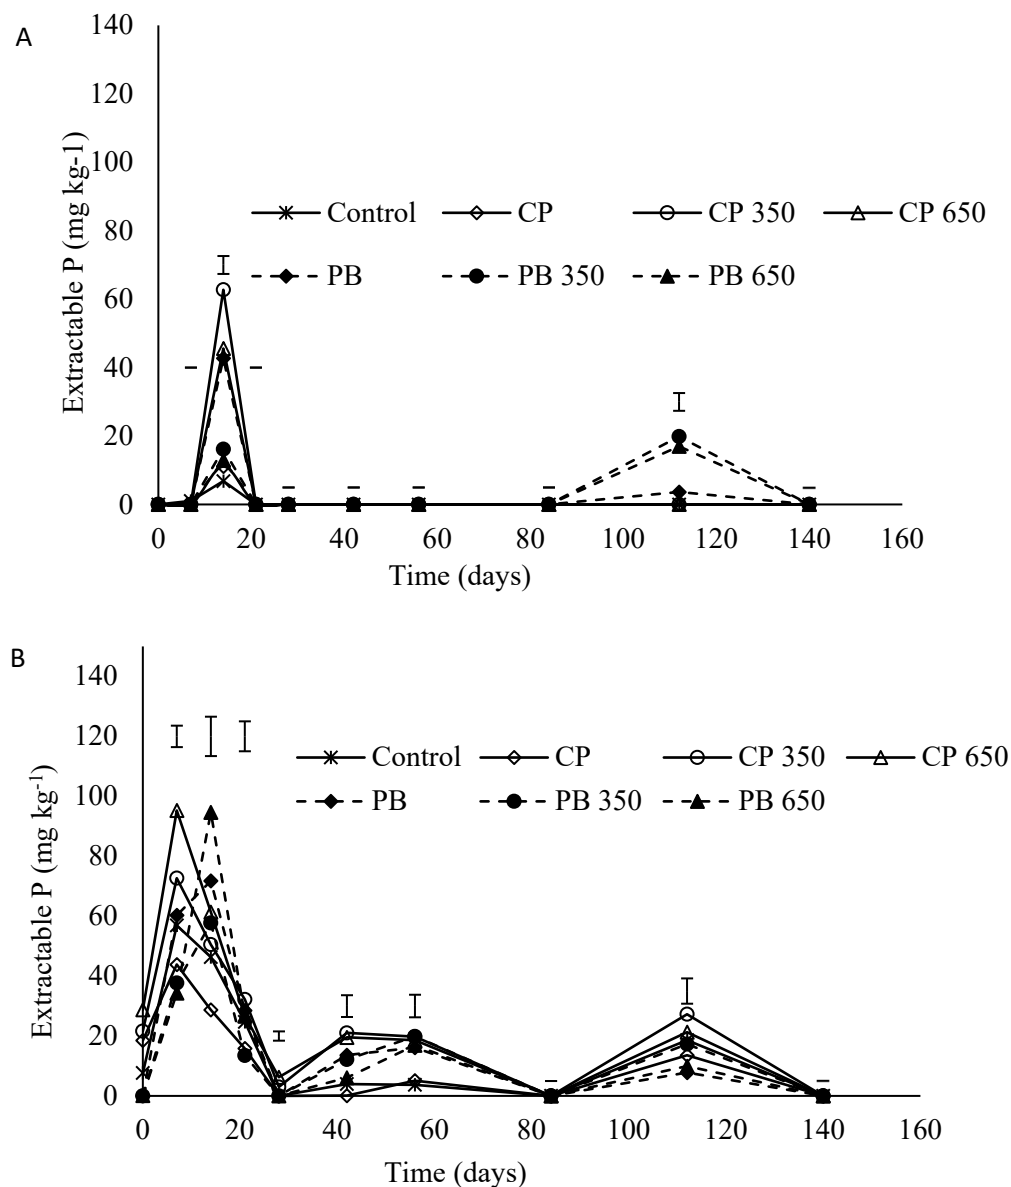 A
140
120
100
80
60
40
20
0
Extractable P (mg kg-1)
Control CP CP 350 CP 650
PB PB 350 PB 650
0 20 40 60 80 100 120 140 160
Time (days)
B
140
120
100
80
60
40
20
0
Extractable P (mg kg⁻¹)
Control CP CP 350 CP 650
PB PB 350 PB 650
0 20 40 60 80 100 120 140 160
Time (days)